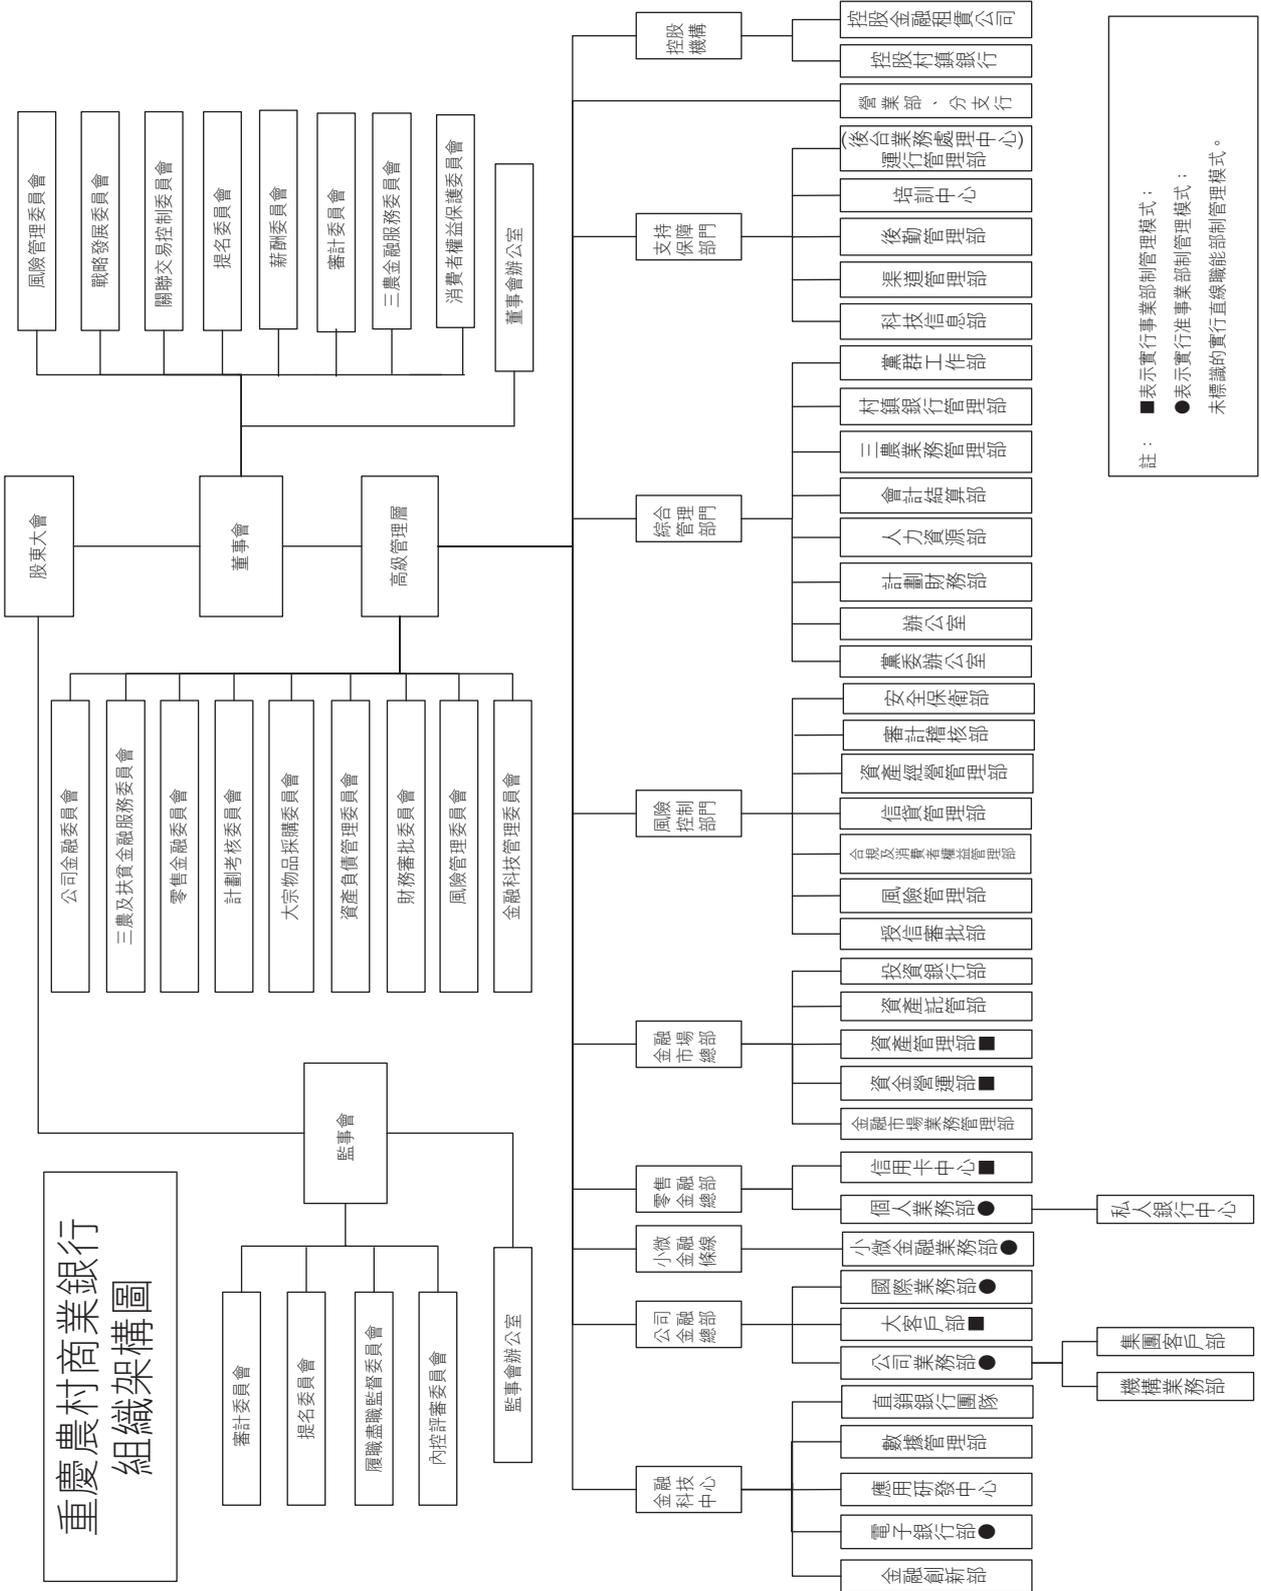 重慶農村商業銀行
組織架構圖
股東大會
監事會
董事會
高級管理層
審計委員會
提名委員會
履職盡職監督委員會
內控評審委員會
監事會辦公室
風險管理委員會
戰略發展委員會
關聯交易控制委員會
提名委員會
薪酬委員會
審計委員會
三農金融服務委員會
消費者權益保護委員會
董事會辦公室
公司金融委員會
三農及扶貧金融服務委員會
零售金融委員會
計劃考核委員會
大宗物品採購委員會
資產負債管理委員會
財務審批委員會
風險管理委員會
金融科技管理委員會
金融
科技
中心
公司
金融
總部
小微
金融
條線
零售
金融
總部
金融
市場
總部
風險
控制
部門
綜合
管理
部門
支持
保障
部門
控股
機構
金融創新部
電子銀行部●
應用研發中心
數據管理部
直銷銀行團隊
公司業務部●
大客戶部■
國際業務部●
小微金融業務部●
個人業務部●
信用卡中心■
金融市場業務管理部
資金營運部■
資產管理部■
資產託管部
投資銀行部
授信審批部
風險管理部
合規及消費者權益管理部
信貸管理部
資產經營管理部
審計稽核部
安全保衛部
黨委辦公室
辦公室
計劃財務部
人力資源部
會計結算部
三農業務管理部
村鎮銀行管理部
黨群工作部
科技信息部
渠道管理部
後勤管理部
培訓中心
運行管理部
(後台業務處理中心)
營業部、分支行
控股村鎮銀行
控股金融租賃公司
機構業務部
集團客戶部
私人銀行中心
註：
■表示實行事業部制管理模式；
●表示實行准事業部制管理模式；
未標識的實行直線職能部制管理模式。